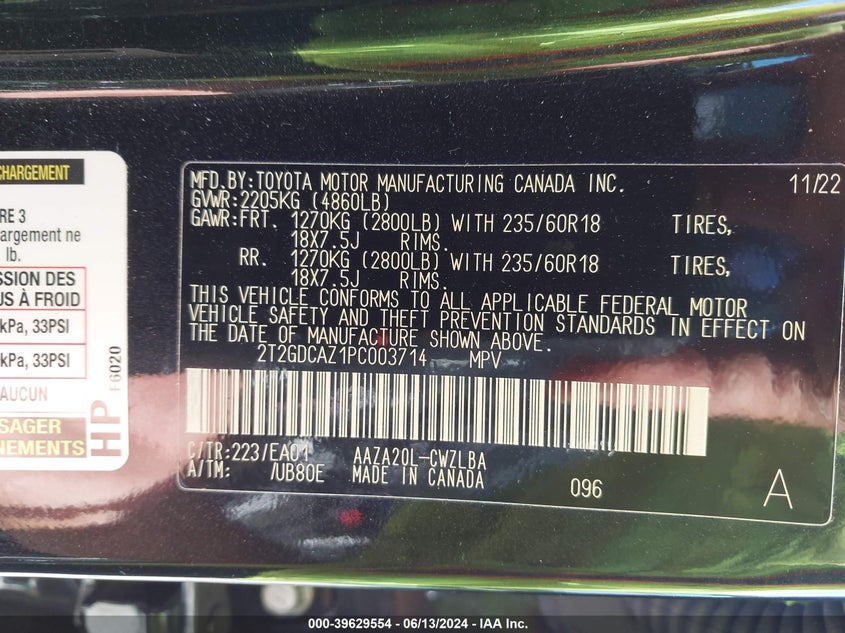 CHARGEMENT
RE 3
argement ne
lb.
SSION DES
US À FROID
kPa, 33PSI
kPa, 33PSI
AUCUN
SAGER
NEMENTS
HP F6020
MFD.BY:TOYOTA MOTOR MANUFACTURING CANADA INC. 11/22
GVWR:2205KG (4860LB)
GAWR:FRT. 1270KG (2800LB) WITH 235/60R18 TIRES,
18X7.5J RIMS.
RR. 1270KG (2800LB) WITH 235/60R18 TIRES,
18X7.5J RIMS.
THIS VEHICLE CONFORMS TO ALL APPLICABLE FEDERAL MOTOR
VEHICLE SAFETY AND THEFT PREVENTION STANDARDS IN EFFECT ON
THE DATE OF MANUFACTURE SHOWN ABOVE.
2T2GDCAZ1PC003714 MPV
C/TR:223/EA01 AAZA20L-CWZLBA
A/TM: /UB80E MADE IN CANADA
096 A
000-39629554 - 06/13/2024 - IAA Inc.